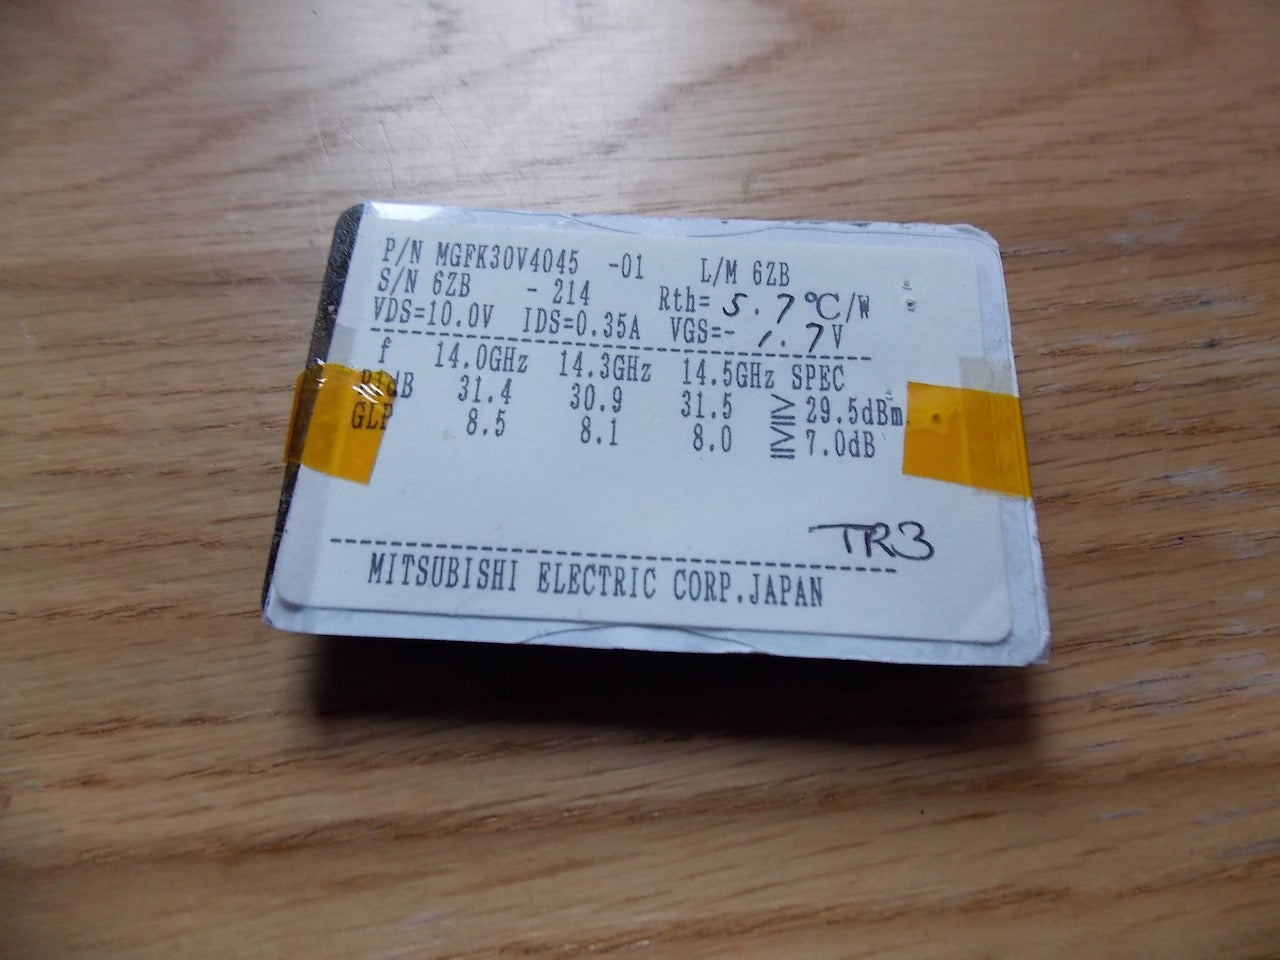 P/N MGFK30V4045 -01 L/M 6ZB
S/N 6ZB - 214 Rth= 5.7℃/W
VDS=10.0V IDS=0.35A VGS=-1.7V
f 14.0GHz 14.3GHz 14.5GHz SPEC
P1dB 31.4 30.9 31.5 ≧ 29.5dBm
GLP 8.5 8.1 8.0 ≧ 7.0dB
TR3
MITSUBISHI ELECTRIC CORP.JAPAN